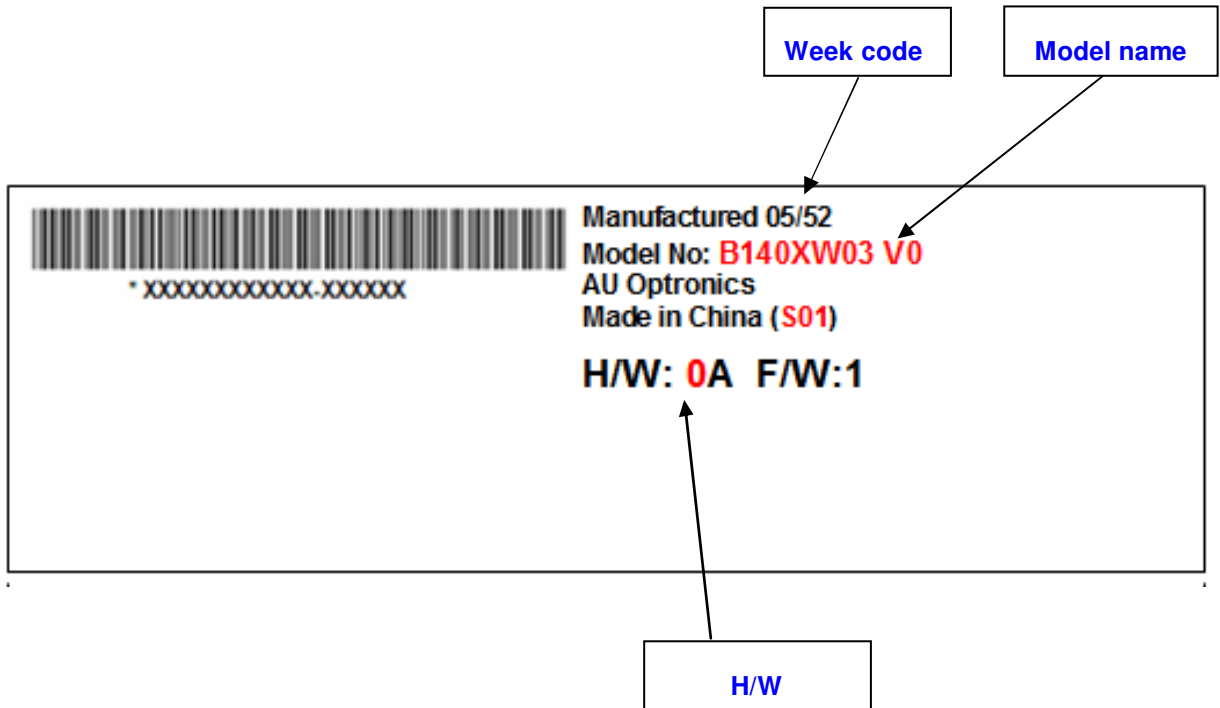 Week code
Model name
Manufactured 05/52
Model No: B140XW03 V0
AU Optronics
Made in China (S01)
* XXXXXXXXXXXX-XXXXXX
H/W: 0A F/W:1
H/W